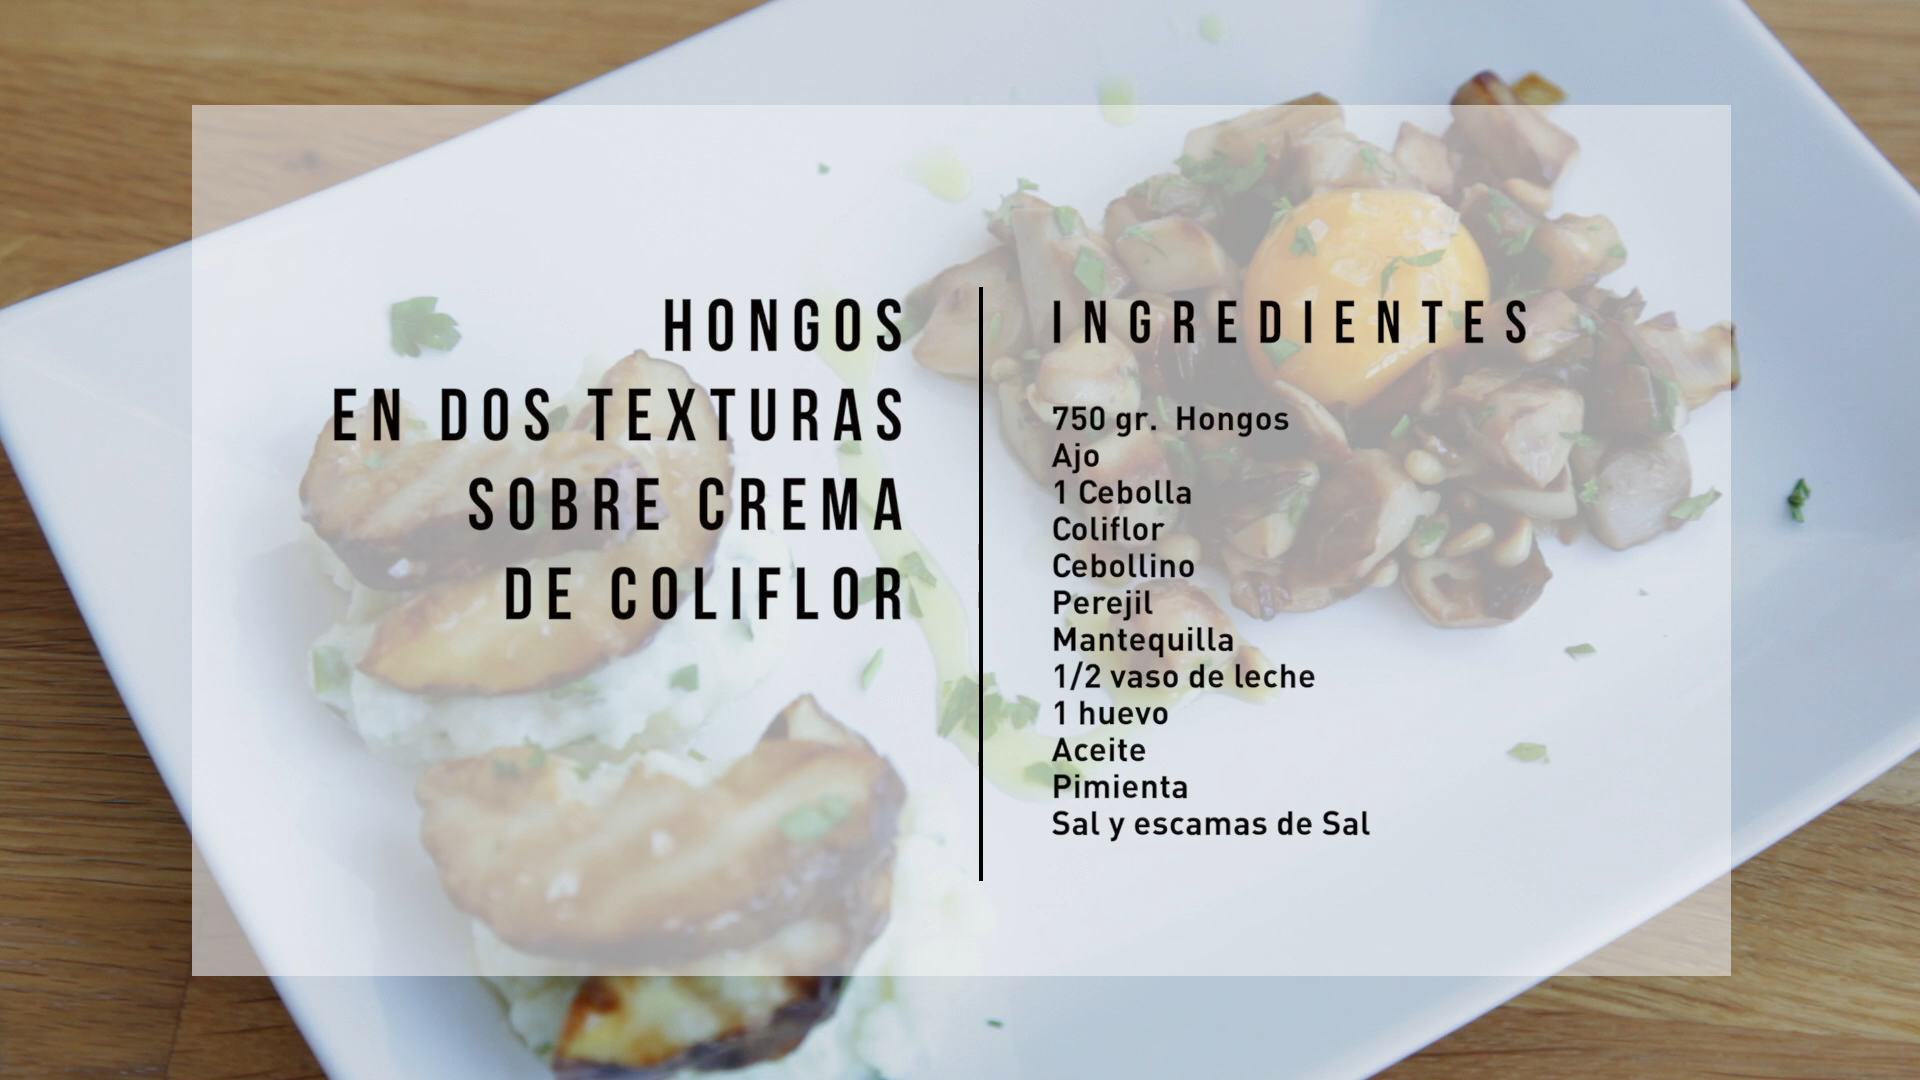 HONGOS
EN DOS TEXTURAS
SOBRE CREMA
DE COLIFLOR
INGREDIENTES
750 gr.  Hongos
Ajo
1 Cebolla
Coliflor
Cebollino
Perejil
Mantequilla
1/2 vaso de leche
1 huevo
Aceite
Pimienta
Sal y escamas de Sal